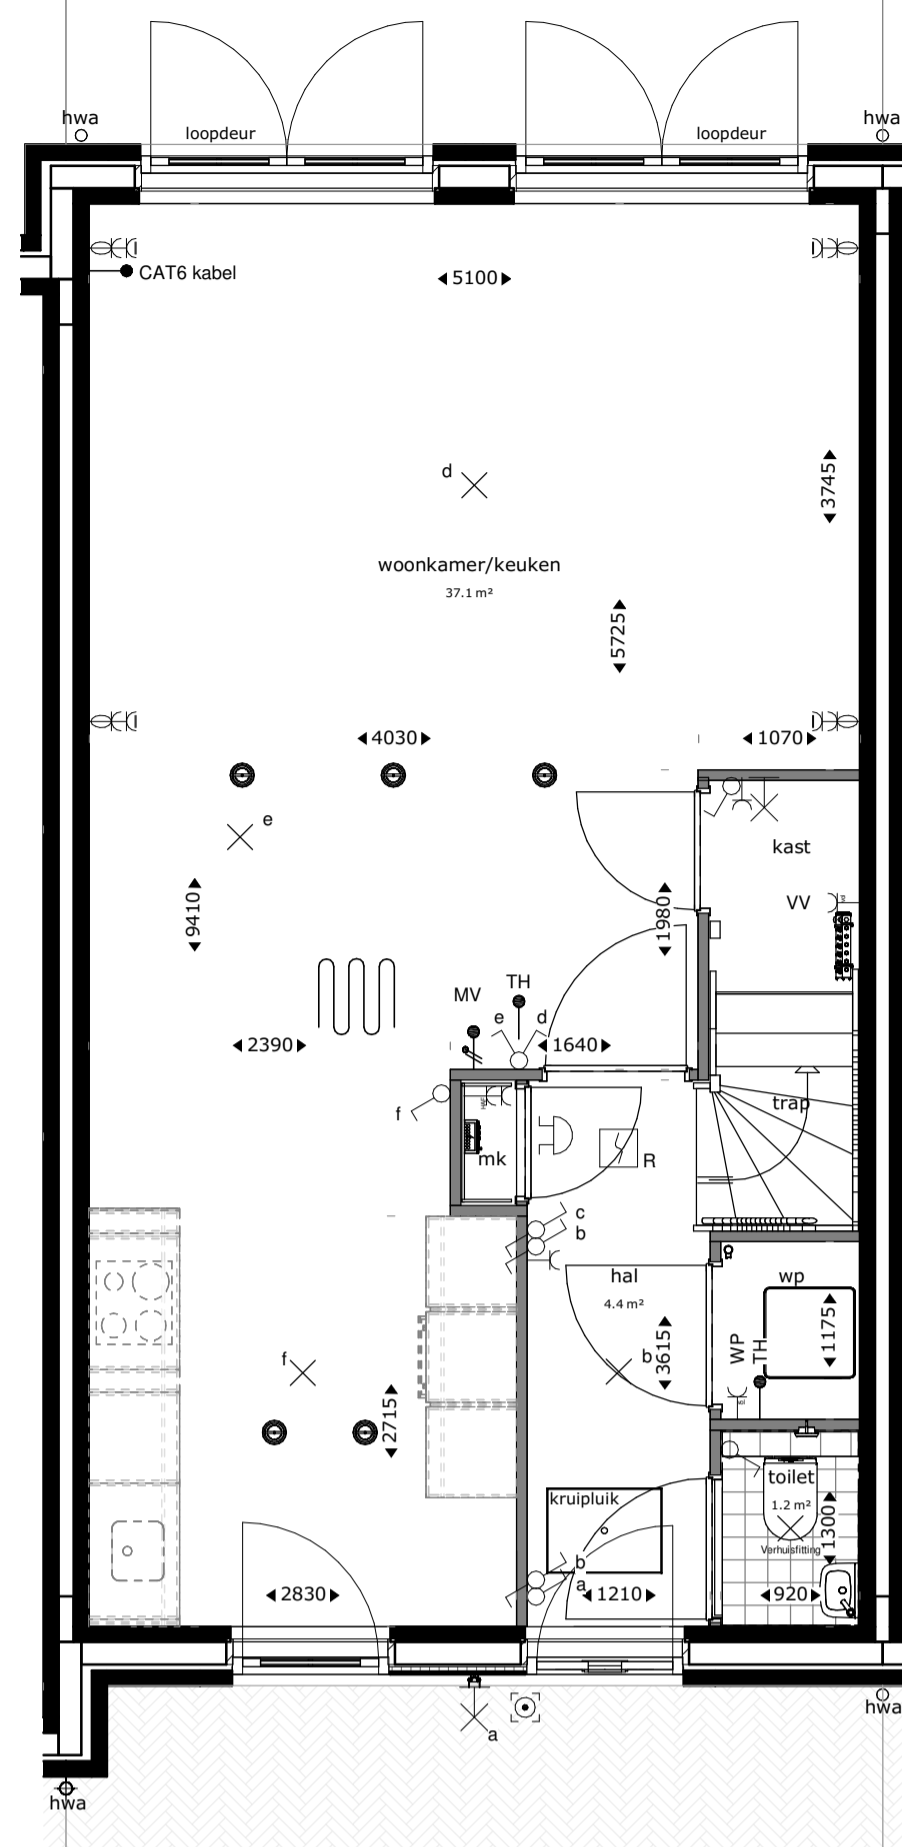 hwa
hwa
loopdeur
loopdeur
CAT6 kabel
5100
d
3745
woonkamer/keuken
37.1 m²
5725
4030
1070
e
kast
VV
9410
1980
MV
TH
e
d
2390
1640
f
trap
mk
R
c
b
hal
wp
4.4 m²
f
b
3615
WP
TH
1175
2715
kruipluik
toilet
1.2 m²
1300
Verhuisfitting
b
a
2830
1210
920
a
hwa
hwa